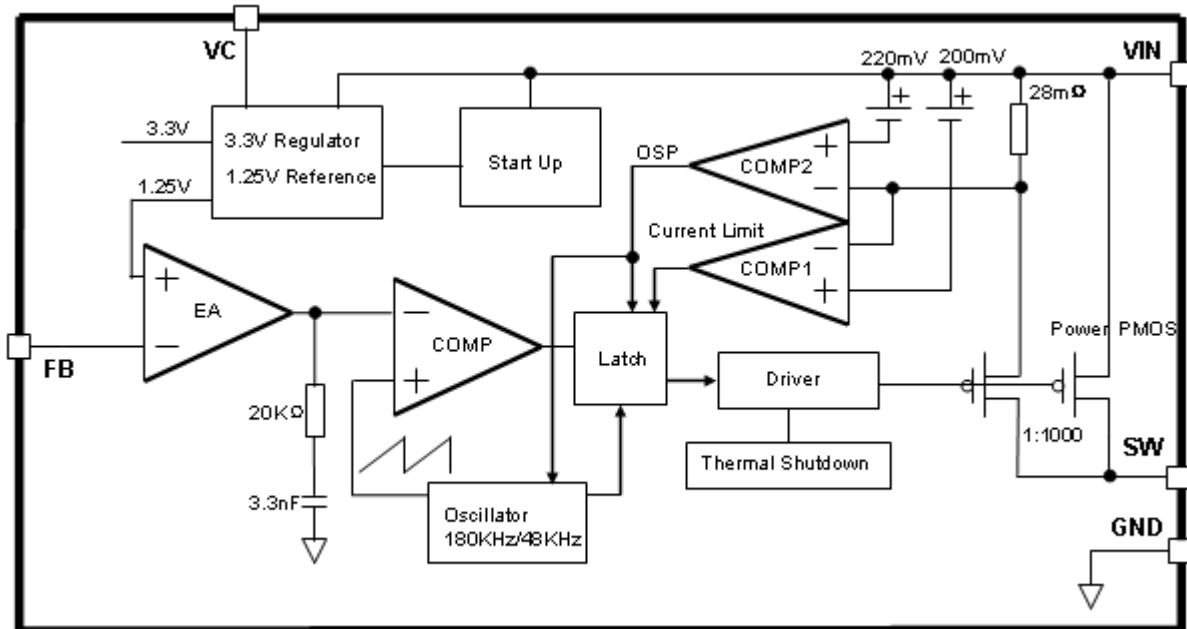 VC
220mV 200mV
VIN
28mΩ
3.3V
3.3V Regulator
1.25V Reference
Start Up
OSP
COMP2
+
−
1.25V
Current Limit
−
COMP1
+
+
EA
−
FB
−
COMP
+
Latch
Driver
Power PMOS
1:1000
20KΩ
Thermal Shutdown
SW
3.3nF
Oscillator
180KHz/48KHz
GND